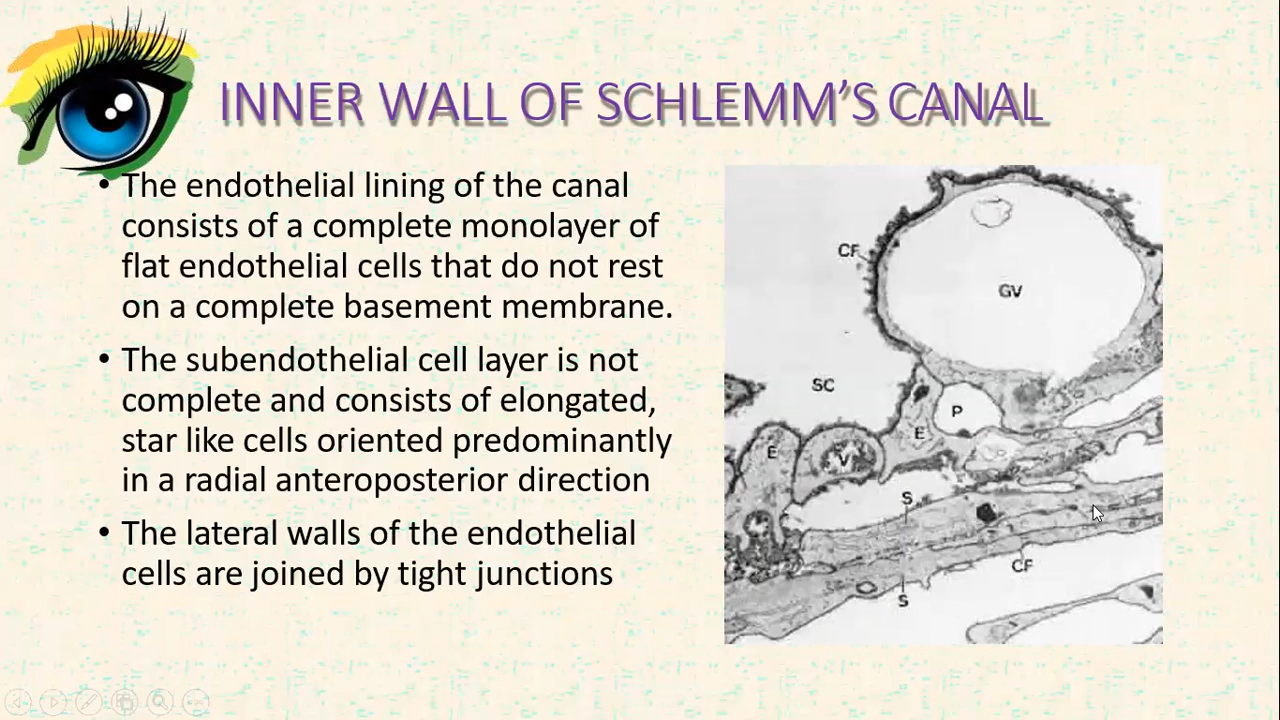 INNER WALL OF SCHLEMM'S CANAL
• The endothelial lining of the canal
consists of a complete monolayer of
flat endothelial cells that do not rest
on a complete basement membrane.
• The subendothelial cell layer is not
complete and consists of elongated,
star like cells oriented predominantly
in a radial anteroposterior direction
• The lateral walls of the endothelial
cells are joined by tight junctions
CF
GV
SC
P
E
E
V
S
CF
S